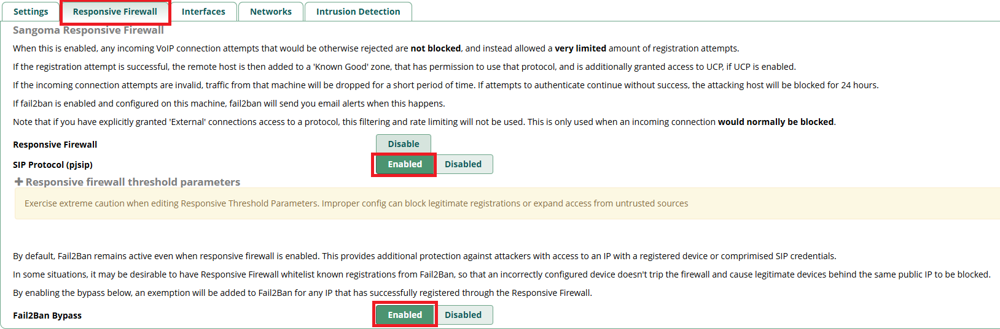 Settings Responsive Firewall Interfaces Networks Intrusion Detection
Sangoma Responsive Firewall
When this is enabled, any incoming VoIP connection attempts that would be otherwise rejected are not blocked, and instead allowed a very limited amount of registration attempts.
If the registration attempt is successful, the remote host is then added to a 'Known Good' zone, that has permission to use that protocol, and is additionally granted access to UCP, if UCP is enabled.
If the incoming connection attempts are invalid, traffic from that machine will be dropped for a short period of time. If attempts to authenticate continue without success, the attacking host will be blocked for 24 hours.
If fail2ban is enabled and configured on this machine, fail2ban will send you email alerts when this happens.
Note that if you have explicitly granted 'External' connections access to a protocol, this filtering and rate limiting will not be used. This is only used when an incoming connection would normally be blocked.
Responsive Firewall Disable
SIP Protocol (pjsip) Enabled Disabled
+ Responsive firewall threshold parameters
Exercise extreme caution when editing Responsive Threshold Parameters. Improper config can block legitimate registrations or expand access from untrusted sources
By default, Fail2Ban remains active even when responsive firewall is enabled. This provides additional protection against attackers with access to an IP with a registered device or comprimised SIP credentials.
In some situations, it may be desirable to have Responsive Firewall whitelist known registrations from Fail2Ban, so that an incorrectly configured device doesn't trip the firewall and cause legitimate devices behind the same public IP to be blocked.
By enabling the bypass below, an exemption will be added to Fail2Ban for any IP that has successfully registered through the Responsive Firewall.
Fail2Ban Bypass Enabled Disabled